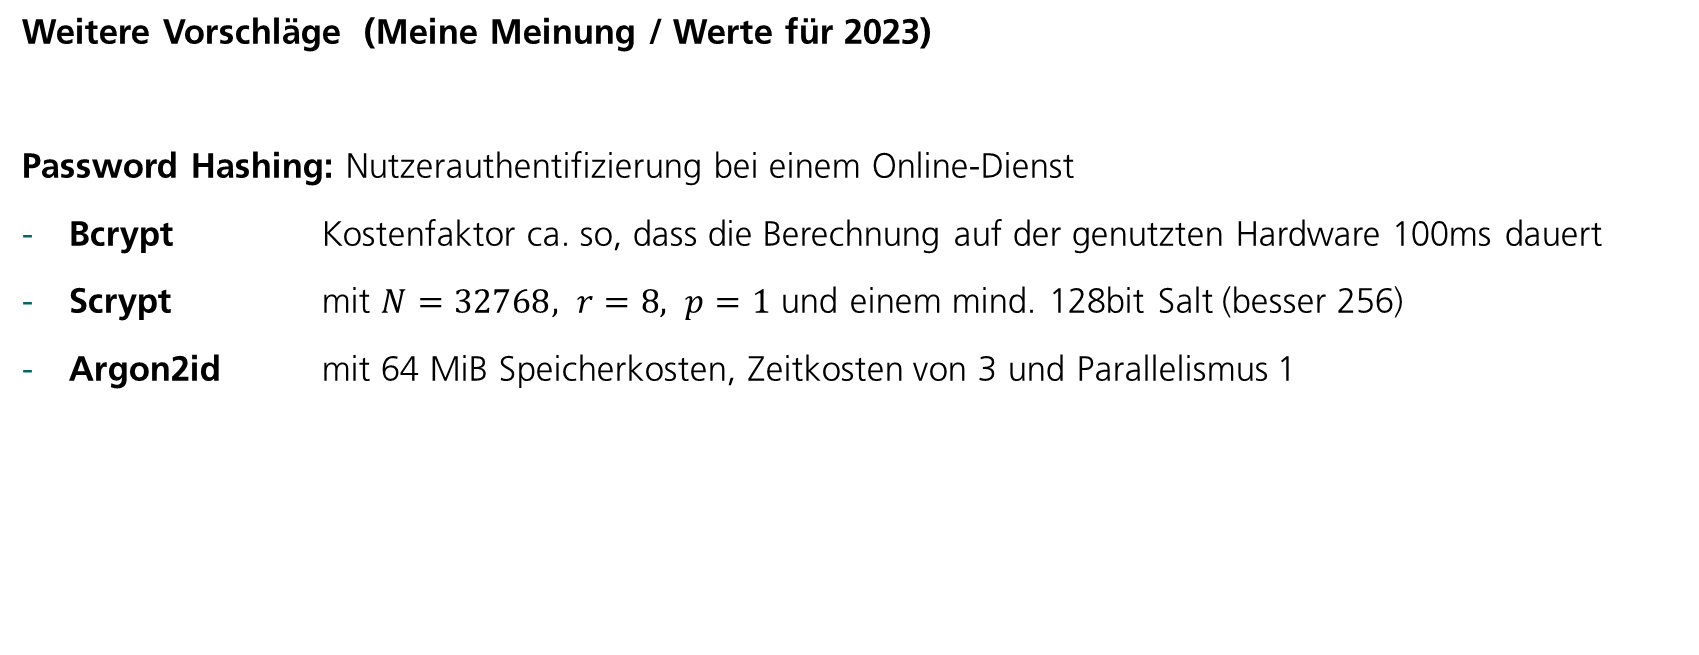 Weitere Vorschläge (Meine Meinung / Werte für 2023)
Password Hashing: Nutzerauthentifizierung bei einem Online-Dienst
- Bcrypt Kostenfaktor ca. so, dass die Berechnung auf der genutzten Hardware 100ms dauert
- Scrypt mit N = 32768, r = 8, p = 1 und einem mind. 128bit Salt (besser 256)
- Argon2id mit 64 MiB Speicherkosten, Zeitkosten von 3 und Parallelismus 1